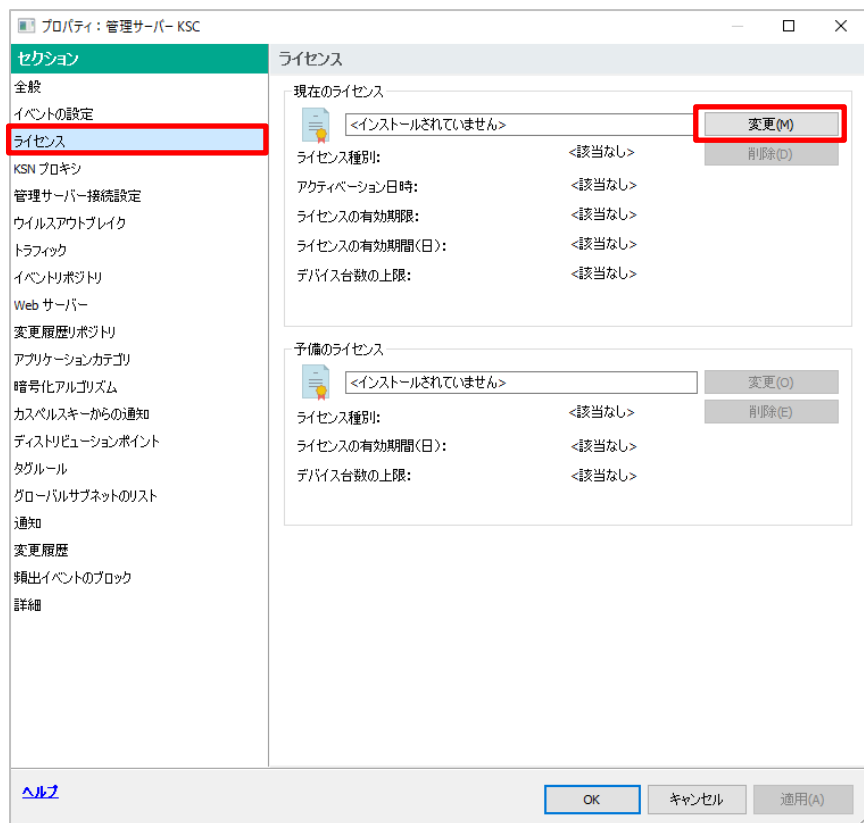 プロパティ：管理サーバー KSC
セクション
全般
イベントの設定
ライセンス
KSN プロキシ
管理サーバー接続設定
ウイルスアウトブレイク
トラフィック
イベントリポジトリ
Web サーバー
変更履歴リポジトリ
アプリケーションカテゴリ
暗号化アルゴリズム
カスペルスキーからの通知
ディストリビューションポイント
タグルール
グローバルサブネットのリスト
通知
変更履歴
頻出イベントのブロック
詳細
ライセンス
現在のライセンス
<インストールされていません> 変更(M)
ライセンス種別: <該当なし> 削除(D)
アクティベーション日時: <該当なし>
ライセンスの有効期限: <該当なし>
ライセンスの有効期間(日): <該当なし>
デバイス台数の上限: <該当なし>
予備のライセンス
<インストールされていません> 変更(O)
ライセンス種別: <該当なし> 削除(E)
ライセンスの有効期間(日): <該当なし>
デバイス台数の上限: <該当なし>
ヘルプ
OK キャンセル 適用(A)